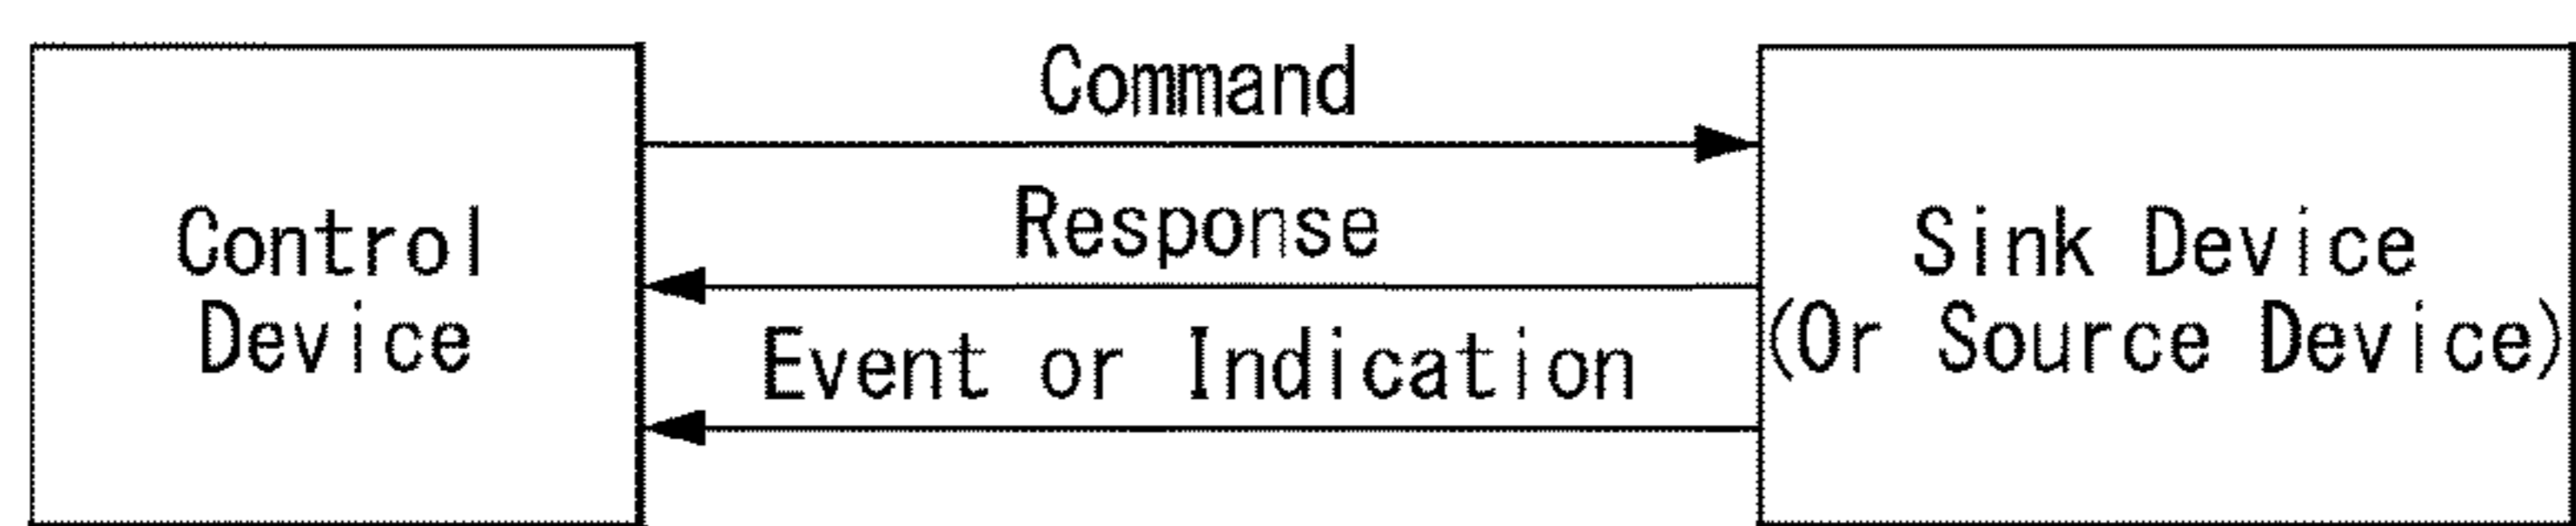 Command
Response
Event or Indication
Control
Device
Sink Device
(Or Source Device)